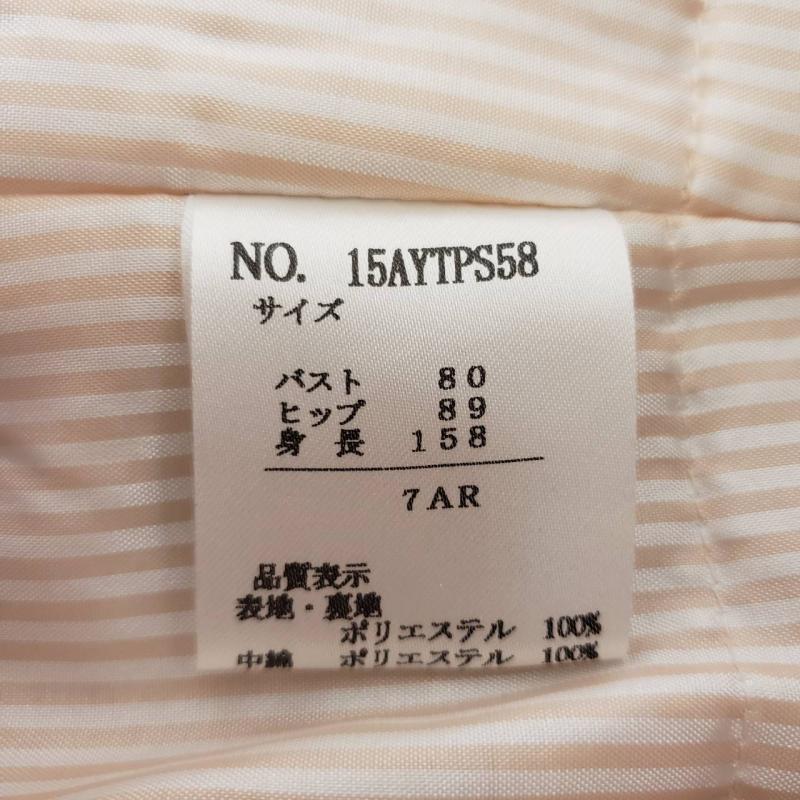 NO. 15AYTPS58
サイズ
バスト 80
ヒップ 89
身長 158
7AR
品質表示
表地・裏地
ポリエステル 100%
中綿 ポリエステル 100%